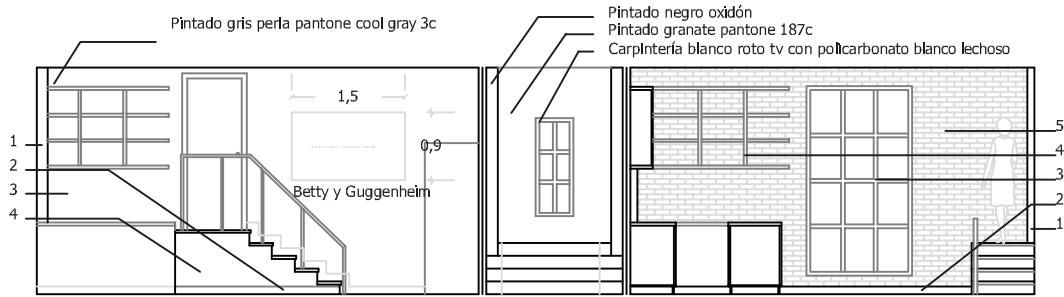 Pintado gris perla pantone cool gray 3c
Pintado negro oxidón
Pintado granate pantone 187c
Carpintería blanco roto tv con policarbonato blanco lechoso
1,5
0,9
Betty y Guggenheim
1
2
3
4
5
4
3
2
1